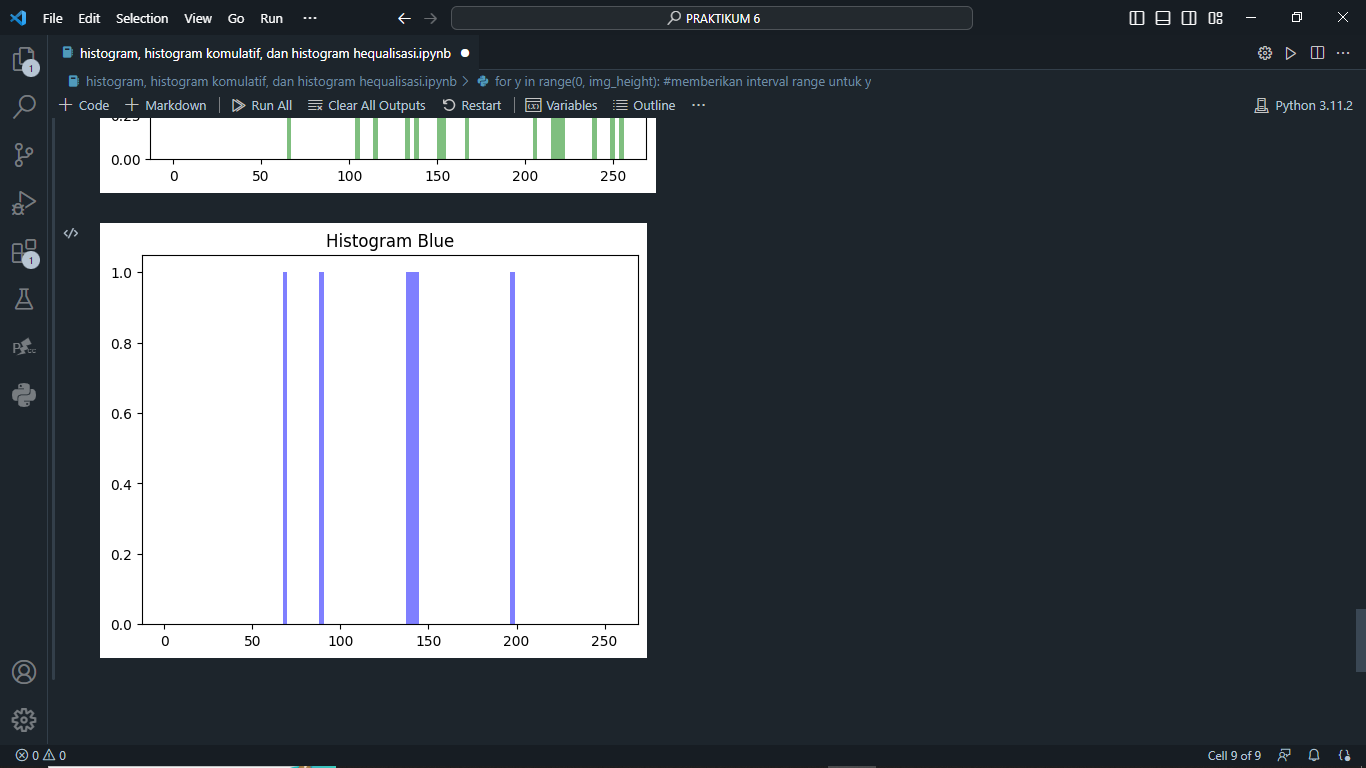 File Edit Selection View Go Run ··· PRAKTIKUM 6
histogram, histogram komulatif, dan histogram hequalisasi.ipynb
histogram, histogram komulatif, dan histogram hequalisasi.ipynb > for y in range(0, img_height): #memberikan interval range untuk y
+ Code + Markdown Run All Clear All Outputs Restart Variables Outline ··· Python 3.11.2
0.25
0.00
0 50 100 150 200 250
Histogram Blue
1.0
0.8
0.6
0.4
0.2
0.0
0 50 100 150 200 250
1
1
0 0 Cell 9 of 9